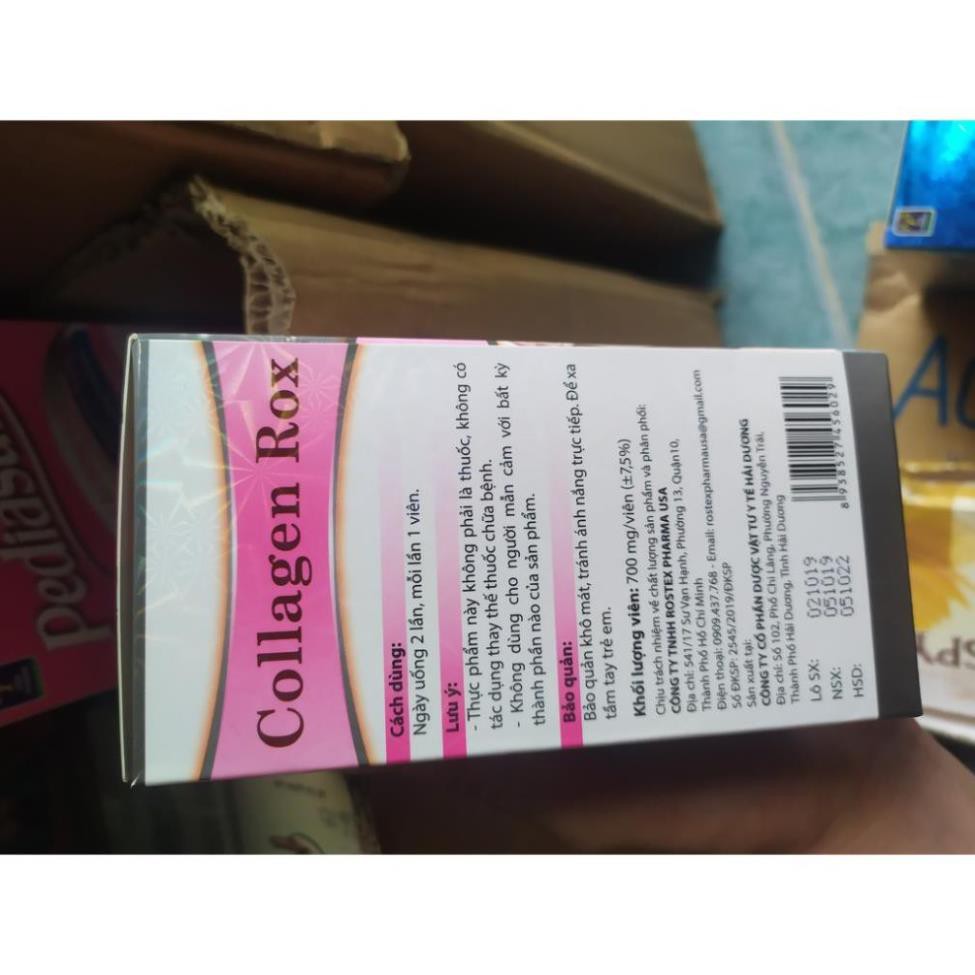 Collagen Rox
Cách dùng:
Ngày uống 2 lần, mỗi lần 1 viên.
Lưu ý:
- Thực phẩm này không phải là thuốc, không có
tác dụng thay thế thuốc chữa bệnh.
- Không dùng cho người mẫn cảm với bất kỳ
thành phần nào của sản phẩm.
Bảo quản:
Bảo quản khô mát, tránh ánh nắng trực tiếp. Để xa
tầm tay trẻ em.
Khối lượng viên: 700 mg/viên (±7,5%)
Chịu trách nhiệm về chất lượng sản phẩm và phân phối:
CÔNG TY TNHH ROSTEX PHARMA USA
Địa chỉ: 541/17 Sư Vạn Hạnh, Phường 13, Quận10,
Thành Phố Hồ Chí Minh
Điện thoại: 0909.437.768 - Email: rostexpharmausa@gmail.com
Số ĐKSP: 2545/2019/ĐKSP
Sản xuất tại:
CÔNG TY CỔ PHẦN DƯỢC VẬT TƯ Y TẾ HẢI DƯƠNG
Địa chỉ: Số 102, Phố Chi Lăng, Phường Nguyễn Trãi,
Thành Phố Hải Dương, Tỉnh Hải Dương
Lô SX: 021019
NSX: 051019
HSD: 051022
8 938527 456029